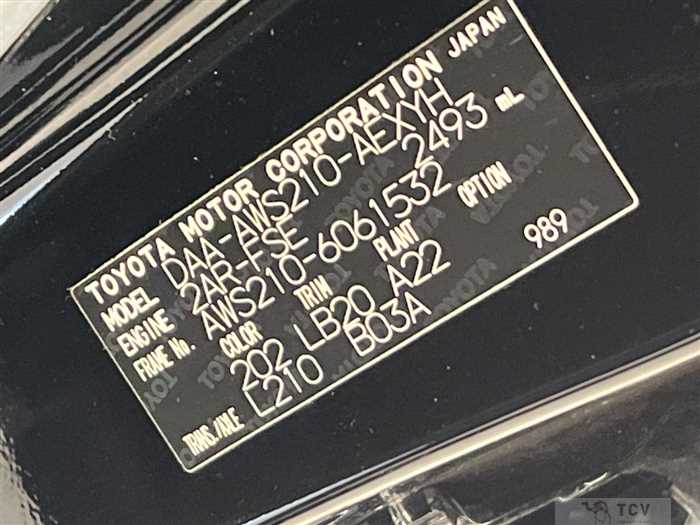 TOYOTA MOTOR CORPORATION JAPAN
MODEL DAA-AWS210-AEXYH
ENGINE 2AR-FSE 2493 mL
FRAME No. AWS210-6061532
COLOR TRIM PLANT OPTION
202 LB20 A22 989
TRNS./AXLE L210 B03A
TCV